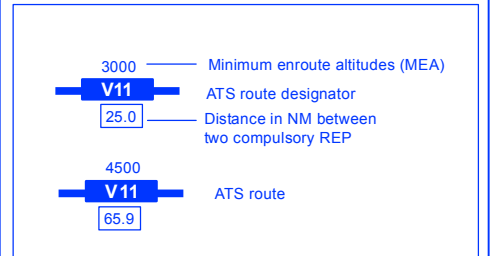 3000 Minimum enroute altitudes (MEA)
V11 ATS route designator
25.0 Distance in NM between
two compulsory REP
4500
V11 ATS route
65.9